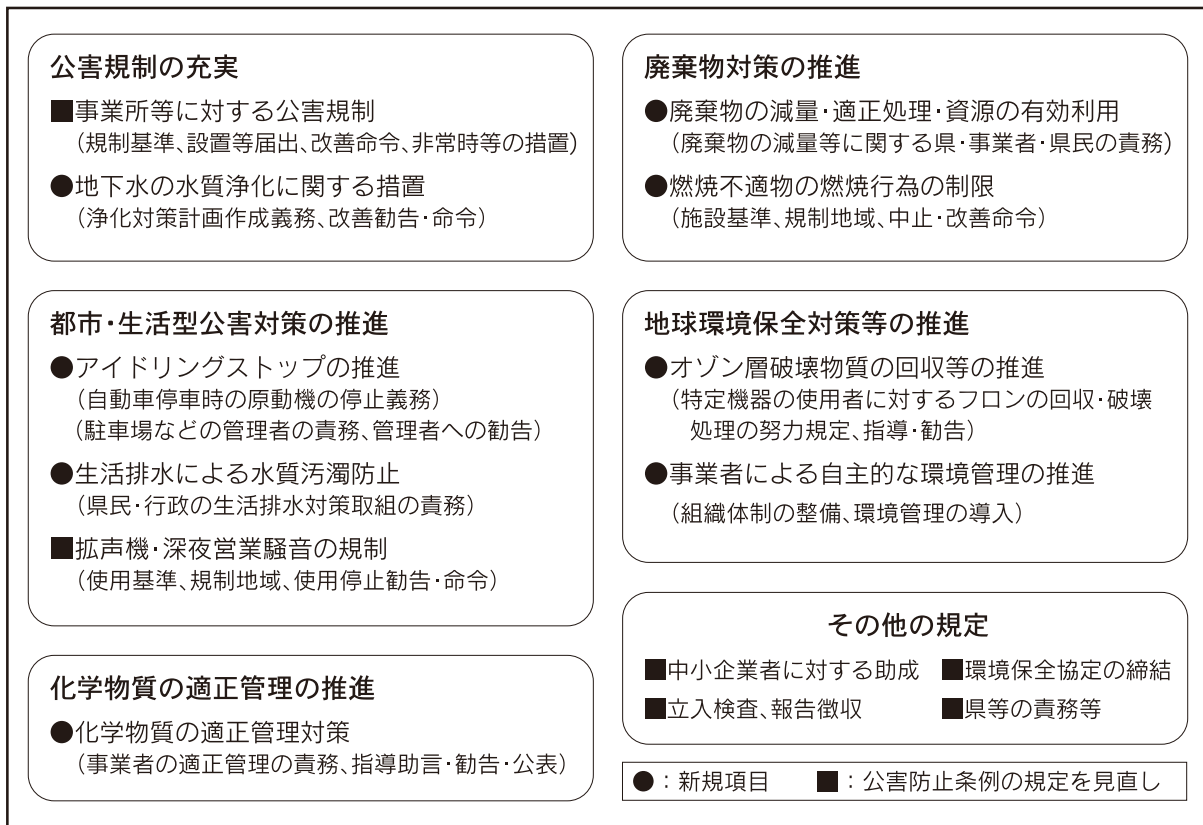 公害規制の充実
■事業所等に対する公害規制
(規制基準、設置等届出、改善命令、非常時等の措置)
●地下水の水質浄化に関する措置
(浄化対策計画作成義務、改善勧告・命令)
都市・生活型公害対策の推進
●アイドリングストップの推進
(自動車停車時の原動機の停止義務)
(駐車場などの管理者の責務、管理者への勧告)
●生活排水による水質汚濁防止
(県民・行政の生活排水対策取組の責務)
■拡声機・深夜営業騒音の規制
(使用基準、規制地域、使用停止勧告・命令)
化学物質の適正管理の推進
●化学物質の適正管理対策
(事業者の適正管理の責務、指導助言・勧告・公表)
廃棄物対策の推進
●廃棄物の減量・適正処理・資源の有効利用
(廃棄物の減量等に関する県・事業者・県民の責務)
●燃焼不適物の燃焼行為の制限
(施設基準、規制地域、中止・改善命令)
地球環境保全対策等の推進
●オゾン層破壊物質の回収等の推進
(特定機器の使用者に対するフロンの回収・破壊
処理の努力規定、指導・勧告)
●事業者による自主的な環境管理の推進
(組織体制の整備、環境管理の導入)
その他の規定
■中小企業者に対する助成 ■環境保全協定の締結
■立入検査、報告徴収 ■県等の責務等
●：新規項目 ■：公害防止条例の規定を見直し